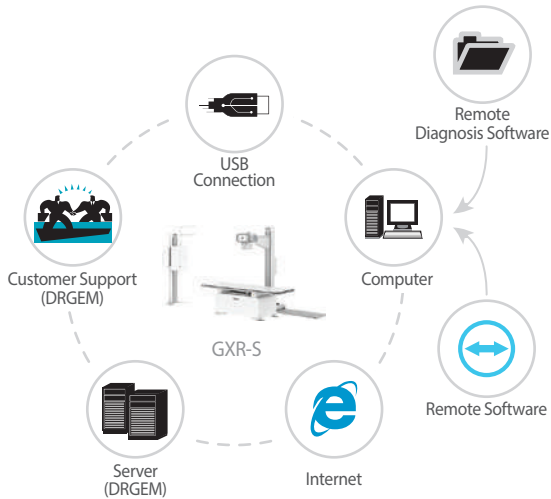 Remote
Diagnosis Software
USB
Connection
Customer Support
(DRGEM)
Computer
GXR-S
Remote Software
Server
(DRGEM)
Internet